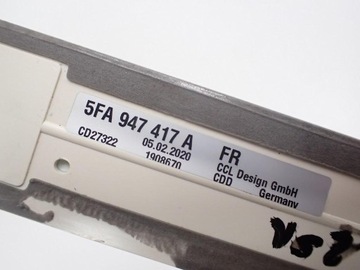 5FA 947 417 A FR
05.02.2020 CCL Design GmbH
CD27322 1908670 CDD Germany